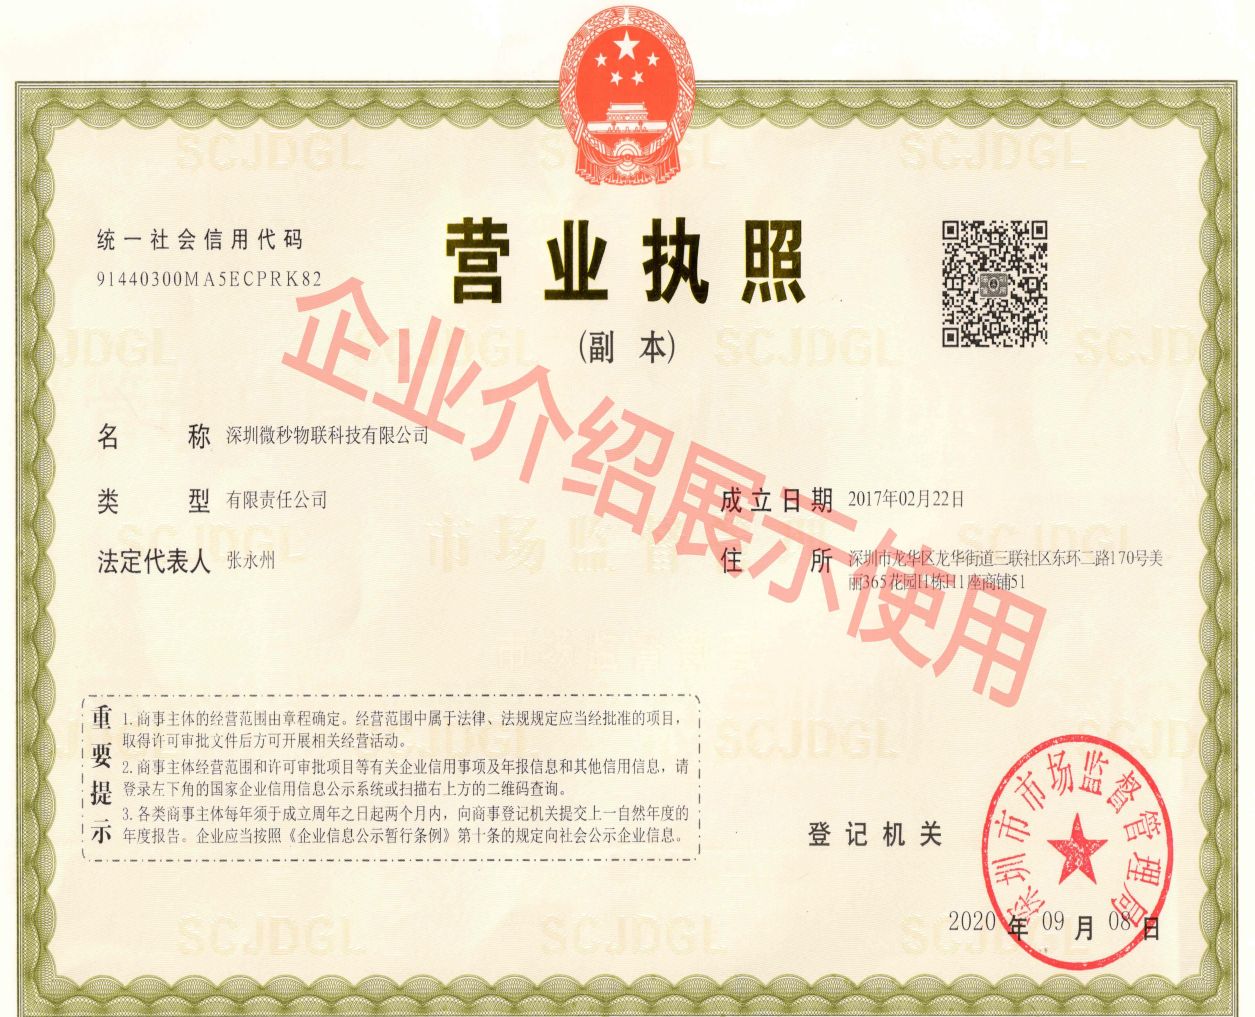 SCJDGL
SCJDGL
统一社会信用代码
91440300MA5ECPRK82
营业执照
(副 本)
SCJDGL
企业介绍展示使用
名 称 深圳微秒物联科技有限公司
类 型 有限责任公司
成立日期 2017年02月22日
法定代表人 张永州
住 所 深圳市龙华区龙华街道三联社区东环二路170号美
丽365花园H栋H1座商铺51
市场监督管理
重要提示
1. 商事主体的经营范围由章程确定。经营范围中属于法律、法规规定应当经批准的项目，
取得许可审批文件后方可开展相关经营活动。
2. 商事主体经营范围和许可审批项目等有关企业信用事项及年报信息和其他信用信息，请
登录左下角的国家企业信用信息公示系统或扫描右上方的二维码查询。
3. 各类商事主体每年须于成立周年之日起两个月内，向商事登记机关提交上一自然年度的
年度报告。企业应当按照《企业信息公示暂行条例》第十条的规定向社会公示企业信息。
SCJDGL
登记机关
深圳市市场监督管理局
2020 年 09 月 08 日
SCJDGL
SCJDGL